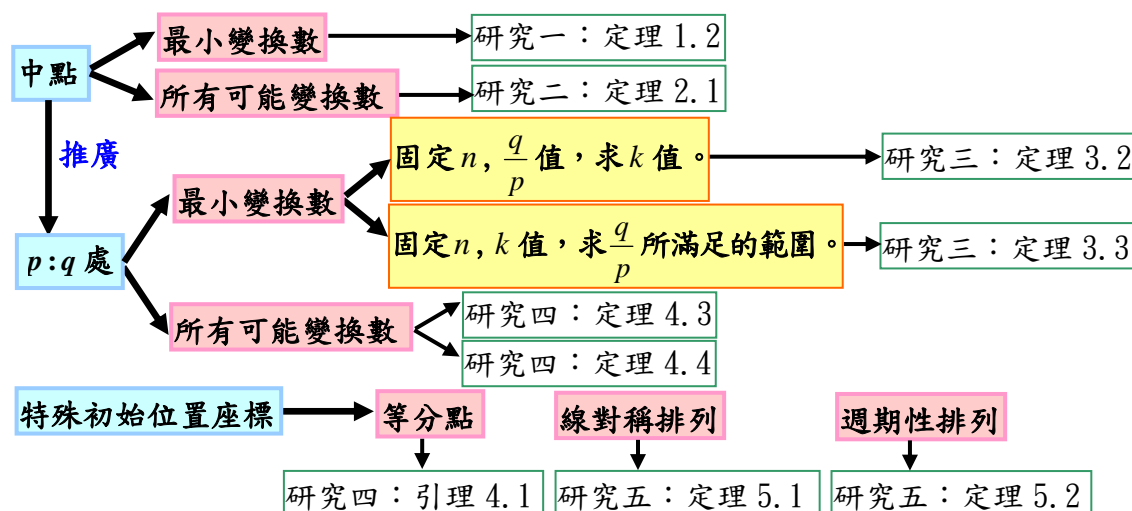 最小變換數
研究一：定理 1.2
中點
所有可能變換數
研究二：定理 2.1
推廣
固定 n, q/p 值，求 k 值。
研究三：定理 3.2
最小變換數
固定 n, k 值，求 q/p 所滿足的範圍。
研究三：定理 3.3
p:q 處
所有可能變換數
研究四：定理 4.3
研究四：定理 4.4
特殊初始位置座標
等分點
線對稱排列
週期性排列
研究四：引理 4.1
研究五：定理 5.1
研究五：定理 5.2